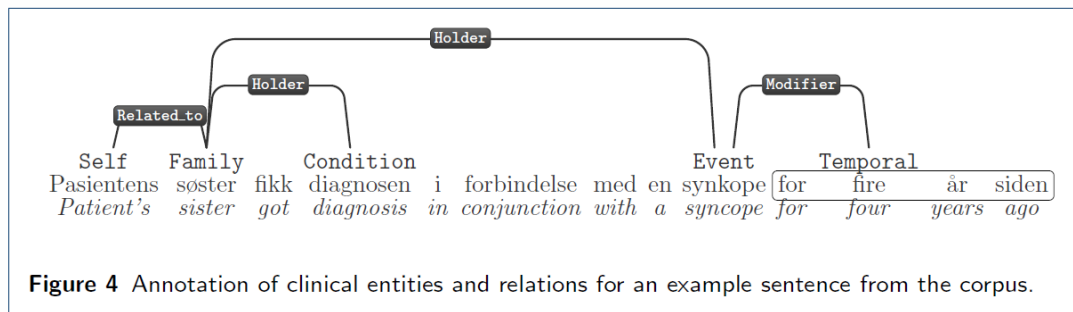 Holder
Holder Modifier
Related_to
Self Family Condition Event Temporal
Pasientens søster fikk diagnosen i forbindelse med en synkope for fire år siden
Patient's sister got diagnosis in conjunction with a syncope for four years ago
Figure 4 Annotation of clinical entities and relations for an example sentence from the corpus.